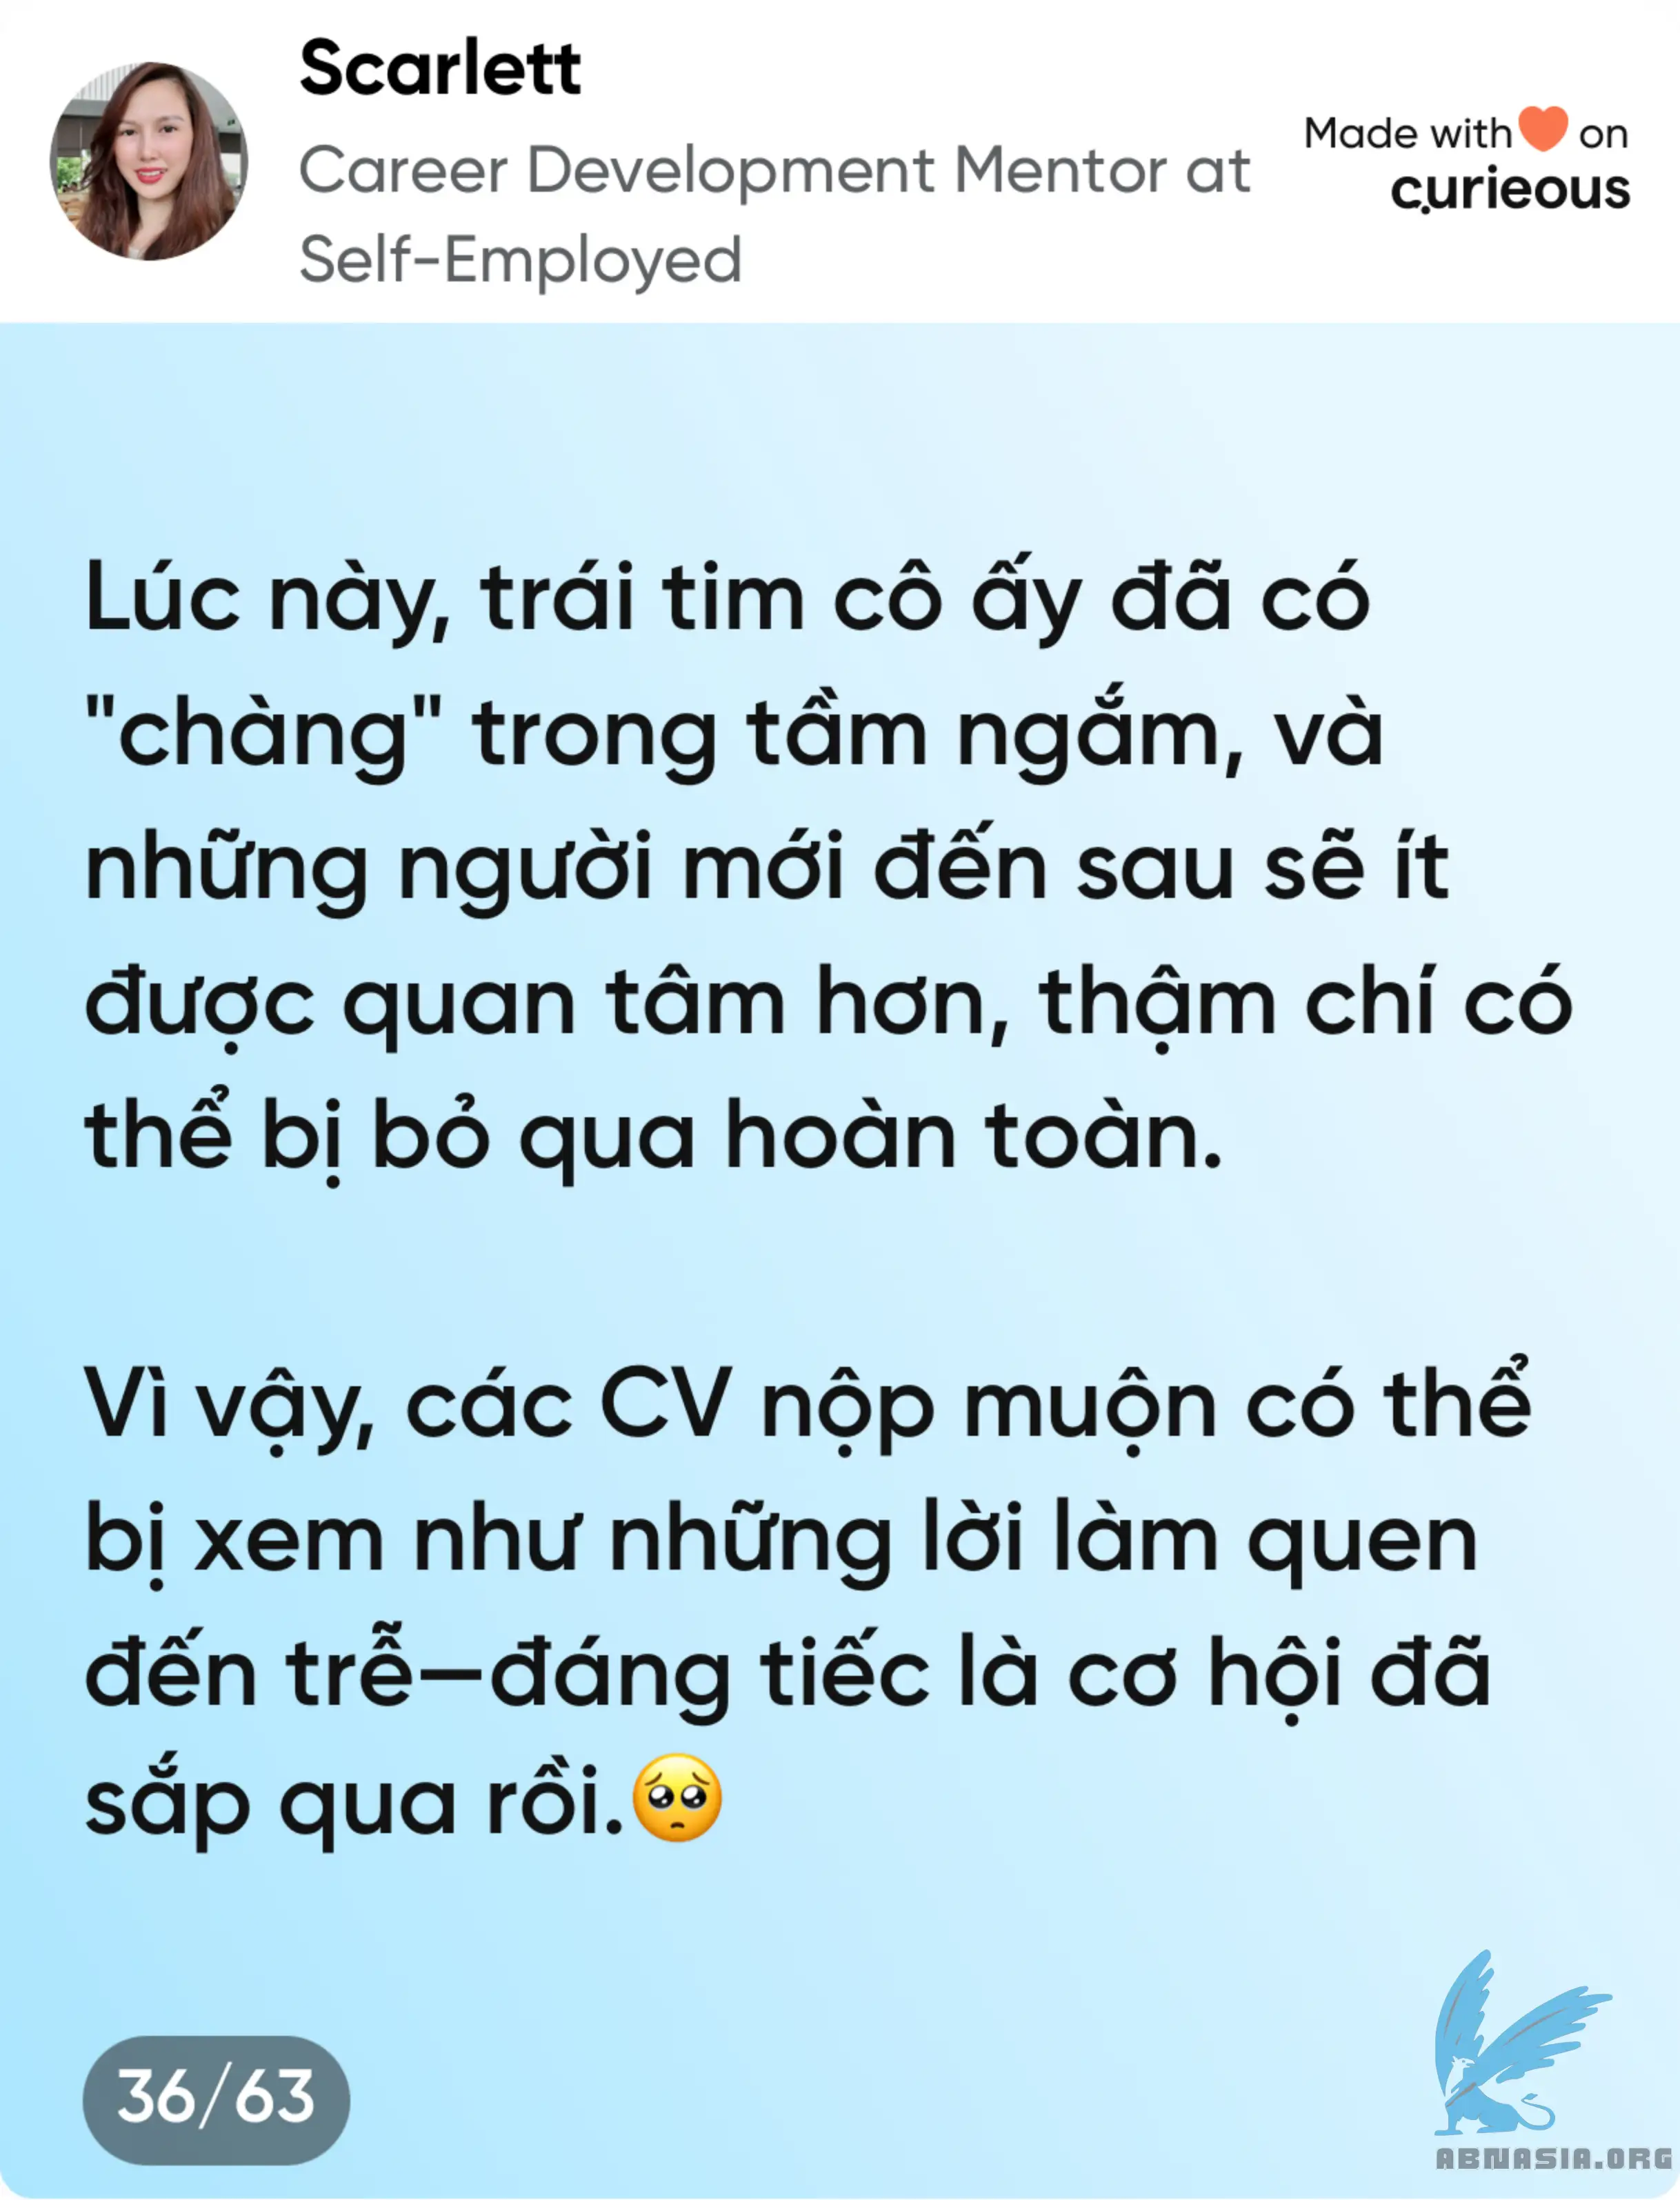 Scarlett
Career Development Mentor at
Self-Employed
Made with❤️on
curieous
Lúc này, trái tim cô ấy đã có
"chàng" trong tầm ngắm, và
những người mới đến sau sẽ ít
được quan tâm hơn, thậm chí có
thể bị bỏ qua hoàn toàn.
Vì vậy, các CV nộp muộn có thể
bị xem như những lời làm quen
đến trễ—đáng tiếc là cơ hội đã
sắp qua rồi.🥺
36/63
ABNASIA.ORG